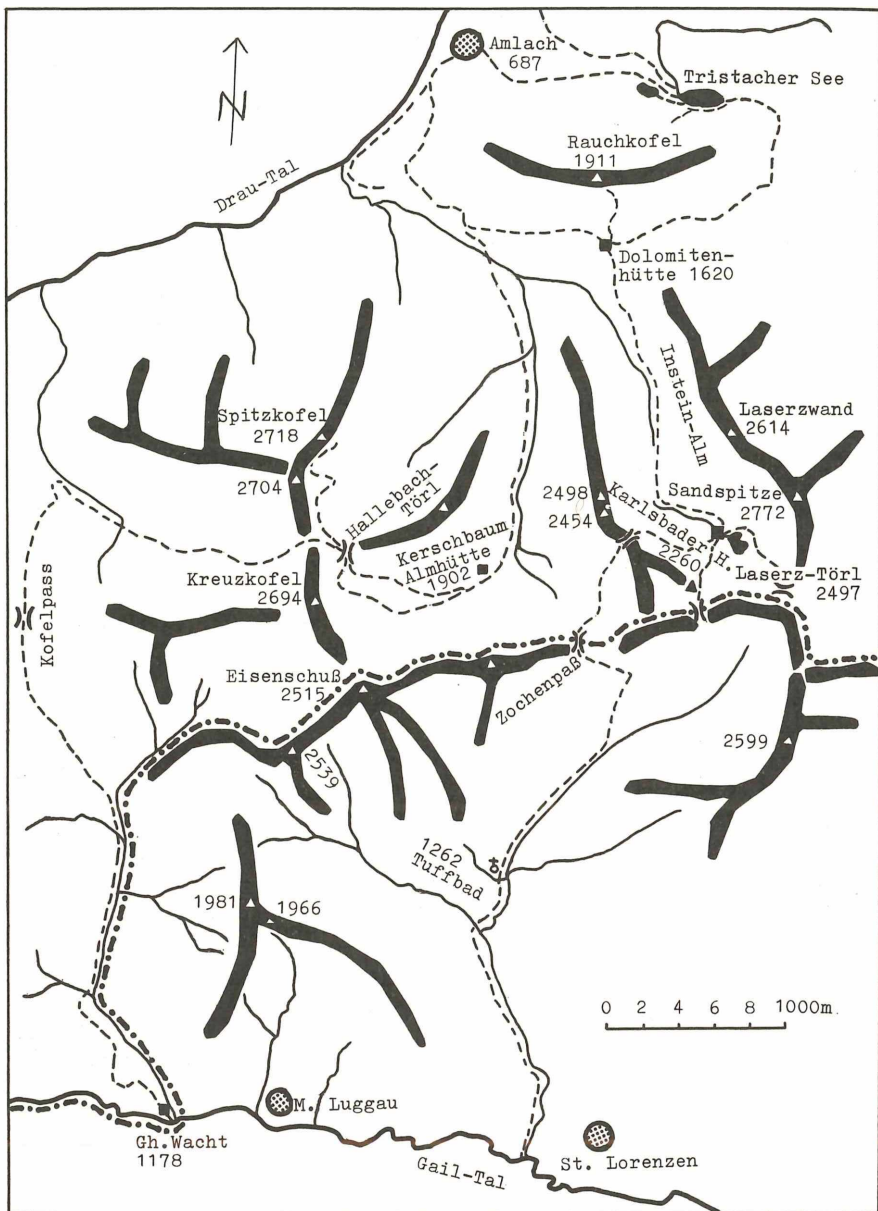 N
Amlach
687
Tristacher See
Rauchkofel
1911
Drau-Tal
Dolomiten-
hütte 1620
Instein-Alm
Spitzkofel
2718
2704
Laserzwand
2614
Hallebach-
Törl
2498
2454
Sandspitze
2772
Karlsbader H.
2260
Kerschbaum
Almhütte
1902
Laserz-Törl
2497
Kreuzkofel
2694
Kofelpass
Eisenschuß
2515
Zochenpaß
2539
2599
1262
Tuffbad
1981
1966
0 2 4 6 8 1000m.
M. Luggau
Gh.Wacht
1178
Gail-Tal
St. Lorenzen